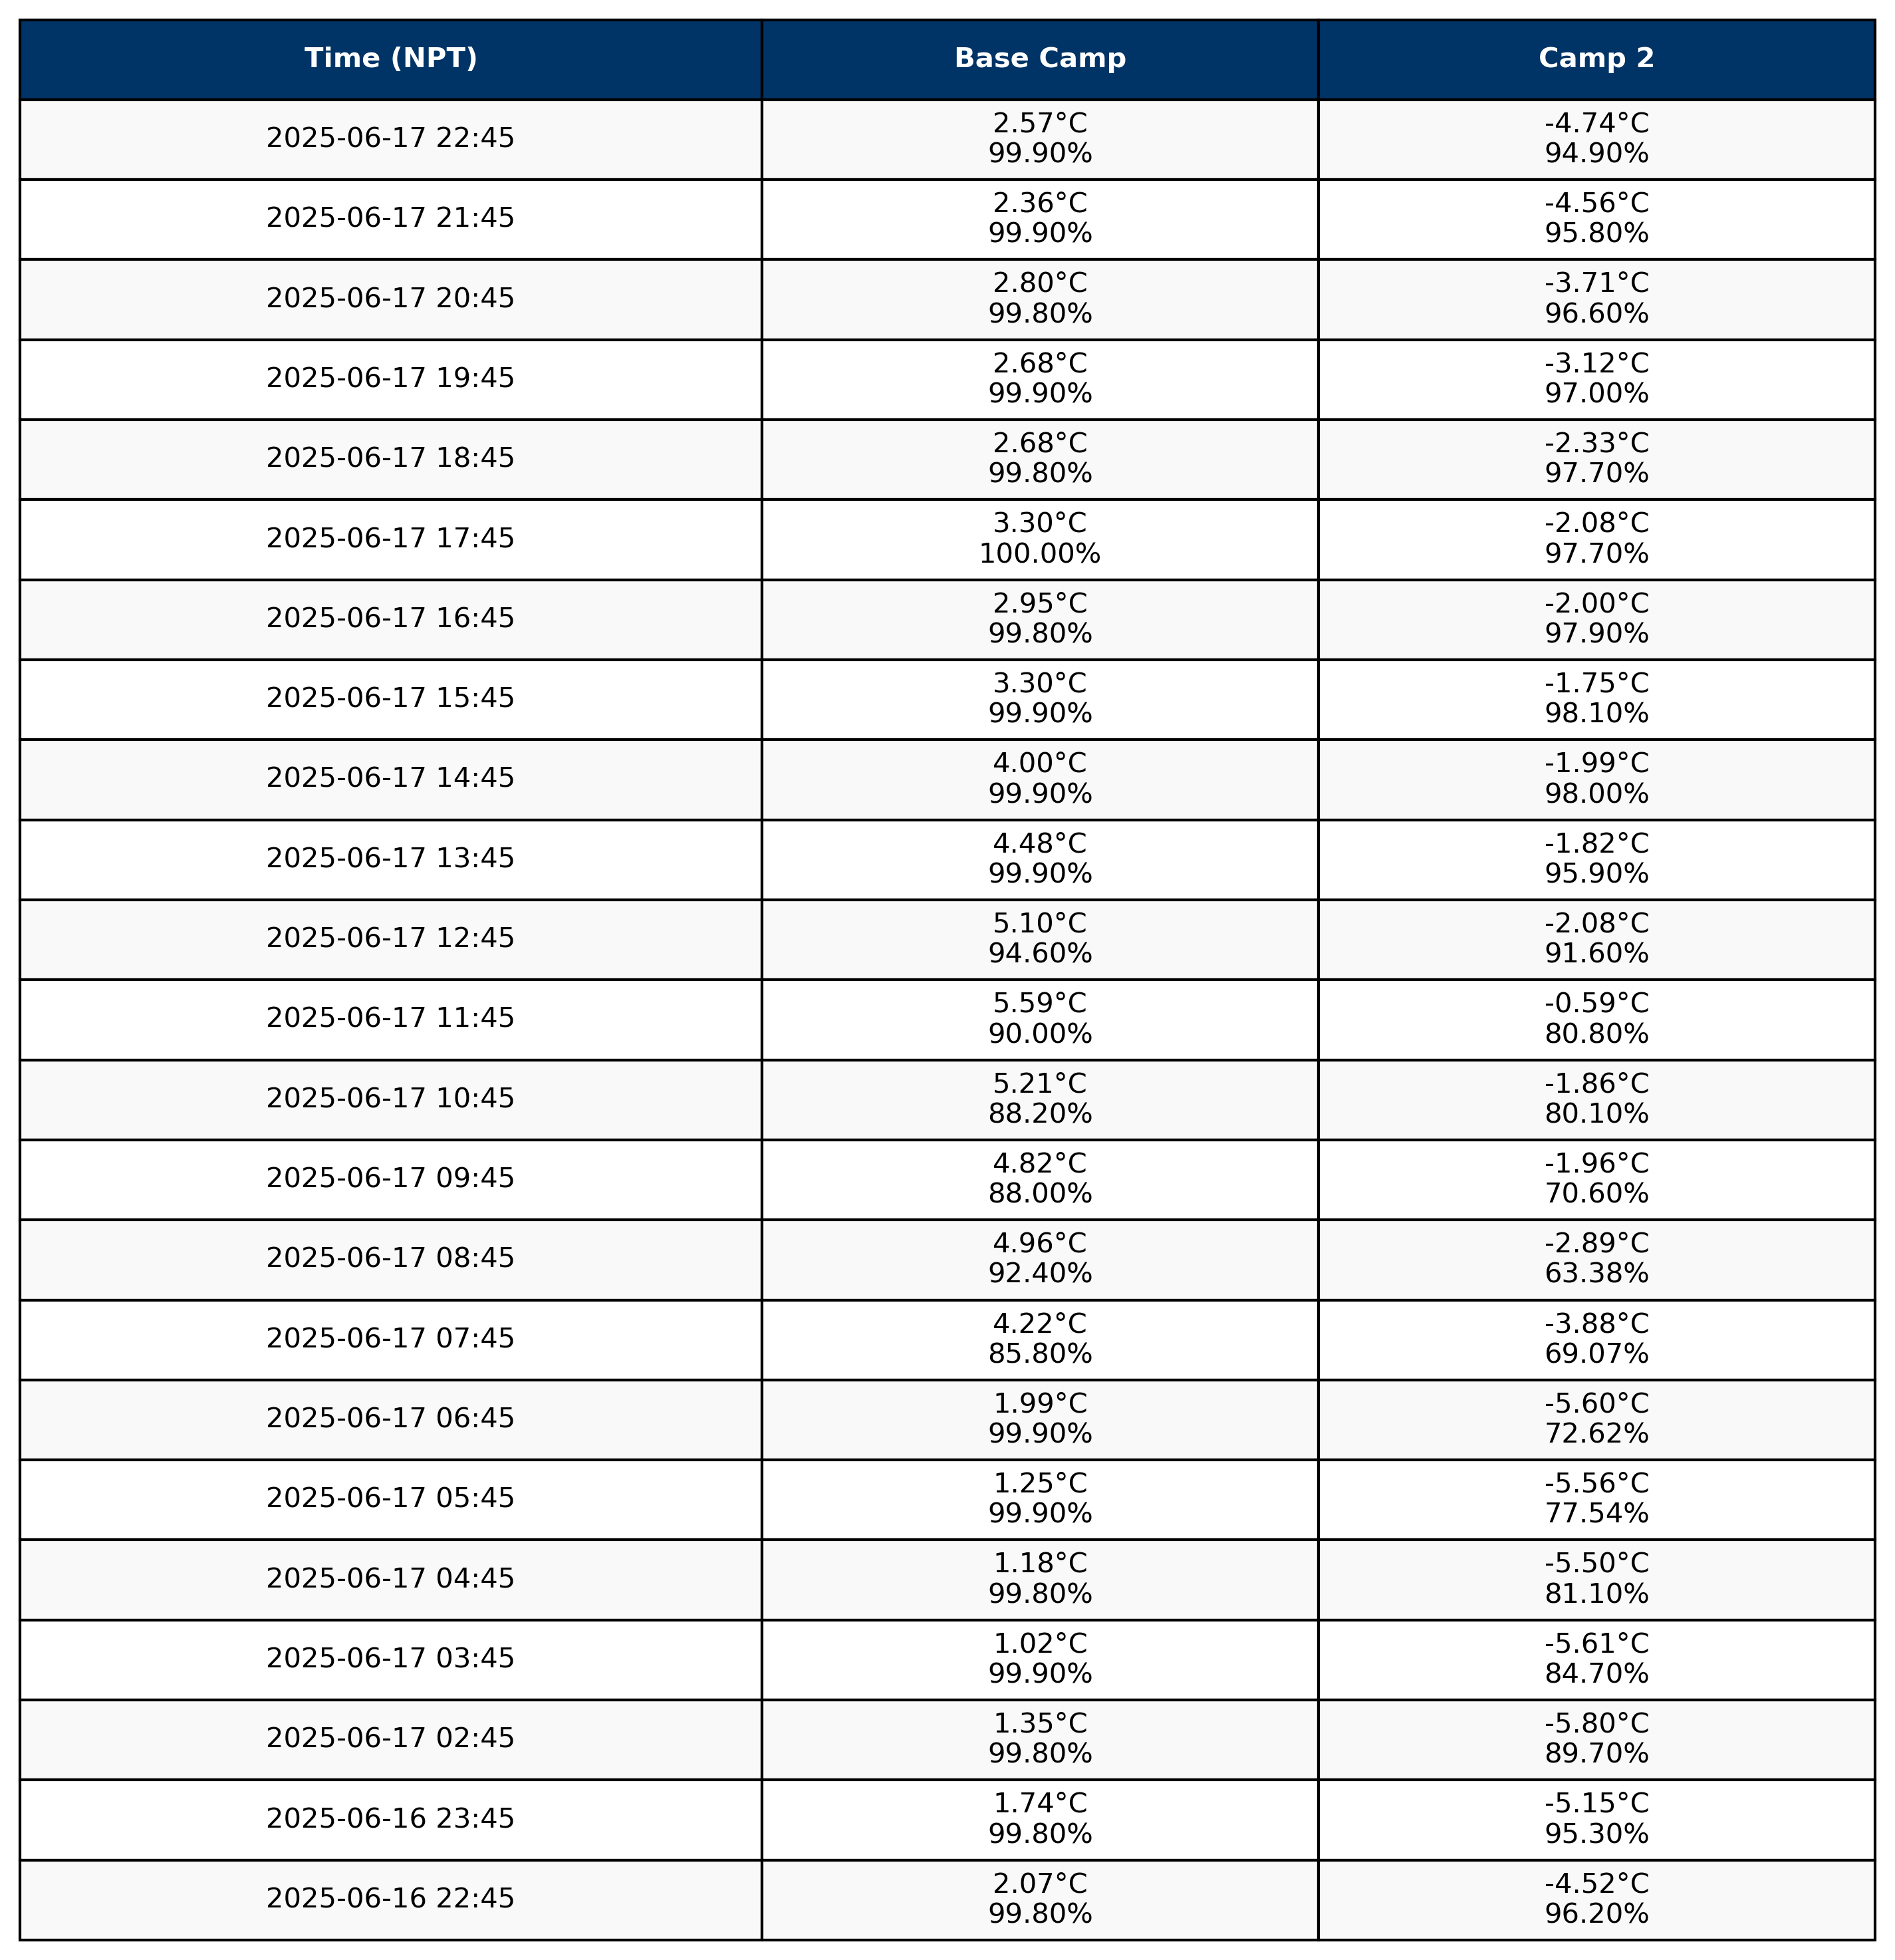 Time (NPT) Base Camp Camp 2
2025-06-17 22:45 2.57°C -4.74°C
99.90% 94.90%
2025-06-17 21:45 2.36°C -4.56°C
99.90% 95.80%
2025-06-17 20:45 2.80°C -3.71°C
99.80% 96.60%
2025-06-17 19:45 2.68°C -3.12°C
99.90% 97.00%
2025-06-17 18:45 2.68°C -2.33°C
99.80% 97.70%
2025-06-17 17:45 3.30°C -2.08°C
100.00% 97.70%
2025-06-17 16:45 2.95°C -2.00°C
99.80% 97.90%
2025-06-17 15:45 3.30°C -1.75°C
99.90% 98.10%
2025-06-17 14:45 4.00°C -1.99°C
99.90% 98.00%
2025-06-17 13:45 4.48°C -1.82°C
99.90% 95.90%
2025-06-17 12:45 5.10°C -2.08°C
94.60% 91.60%
2025-06-17 11:45 5.59°C -0.59°C
90.00% 80.80%
2025-06-17 10:45 5.21°C -1.86°C
88.20% 80.10%
2025-06-17 09:45 4.82°C -1.96°C
88.00% 70.60%
2025-06-17 08:45 4.96°C -2.89°C
92.40% 63.38%
2025-06-17 07:45 4.22°C -3.88°C
85.80% 69.07%
2025-06-17 06:45 1.99°C -5.60°C
99.90% 72.62%
2025-06-17 05:45 1.25°C -5.56°C
99.90% 77.54%
2025-06-17 04:45 1.18°C -5.50°C
99.80% 81.10%
2025-06-17 03:45 1.02°C -5.61°C
99.90% 84.70%
2025-06-17 02:45 1.35°C -5.80°C
99.80% 89.70%
2025-06-16 23:45 1.74°C -5.15°C
99.80% 95.30%
2025-06-16 22:45 2.07°C -4.52°C
99.80% 96.20%